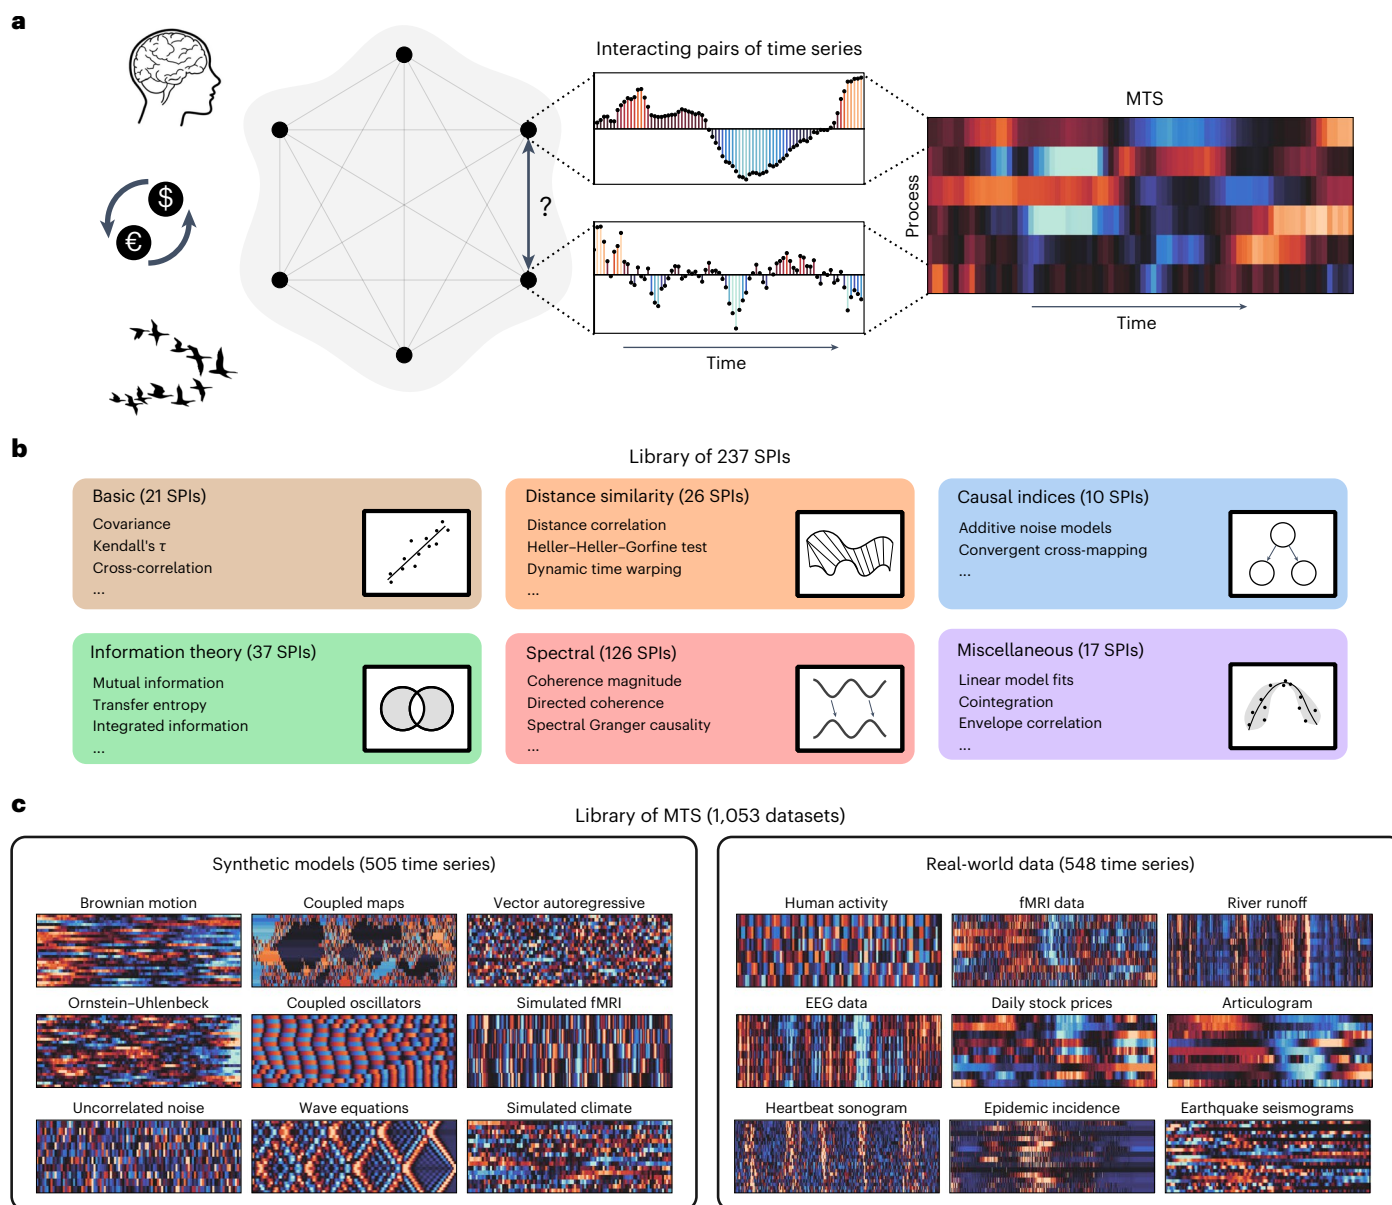 a
Interacting pairs of time series
MTS
$
€
?
Process
Time
Time
b
Library of 237 SPIs
Basic (21 SPIs)
Covariance
Kendall's τ
Cross-correlation
...
Distance similarity (26 SPIs)
Distance correlation
Heller–Heller–Gorfine test
Dynamic time warping
...
Causal indices (10 SPIs)
Additive noise models
Convergent cross-mapping
...
Information theory (37 SPIs)
Mutual information
Transfer entropy
Integrated information
...
Spectral (126 SPIs)
Coherence magnitude
Directed coherence
Spectral Granger causality
...
Miscellaneous (17 SPIs)
Linear model fits
Cointegration
Envelope correlation
...
c
Library of MTS (1,053 datasets)
Synthetic models (505 time series)
Brownian motion
Coupled maps
Vector autoregressive
Ornstein–Uhlenbeck
Coupled oscillators
Simulated fMRI
Uncorrelated noise
Wave equations
Simulated climate
Real-world data (548 time series)
Human activity
fMRI data
River runoff
EEG data
Daily stock prices
Articulogram
Heartbeat sonogram
Epidemic incidence
Earthquake seismograms